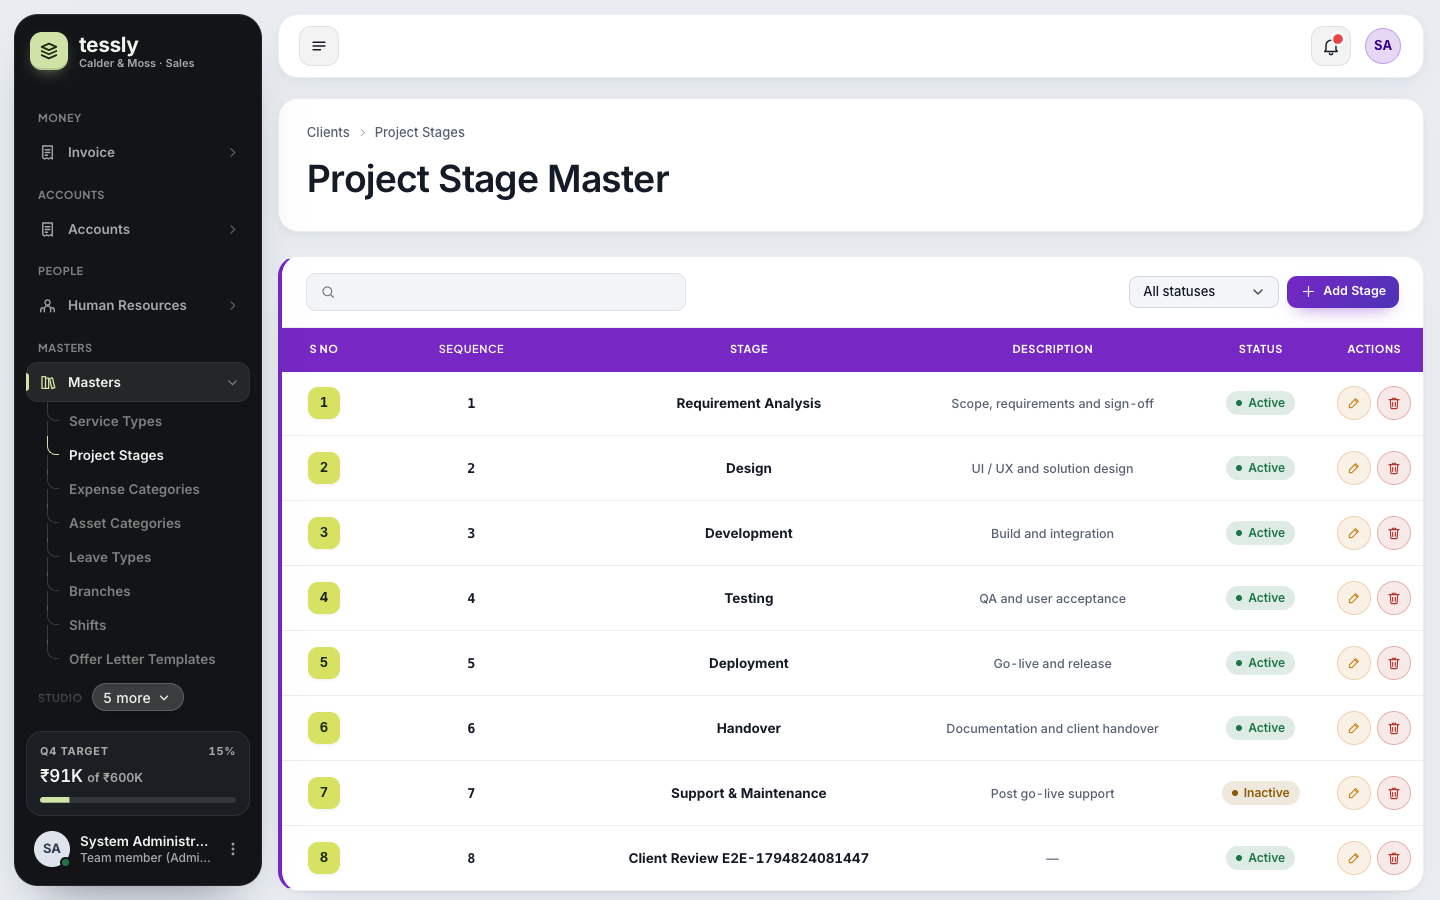 tessly
Calder & Moss · Sales
MONEY
Invoice
ACCOUNTS
Accounts
PEOPLE
Human Resources
MASTERS
Masters
Service Types
Project Stages
Expense Categories
Asset Categories
Leave Types
Branches
Shifts
Offer Letter Templates
STUDIO 5 more
Q4 TARGET 15%
₹91K of ₹600K
SA System Administr...
Team member (Admi...
SA
Clients > Project Stages
Project Stage Master
All statuses + Add Stage
S NO SEQUENCE STAGE DESCRIPTION STATUS ACTIONS
1 1 Requirement Analysis Scope, requirements and sign-off Active
2 2 Design UI / UX and solution design Active
3 3 Development Build and integration Active
4 4 Testing QA and user acceptance Active
5 5 Deployment Go-live and release Active
6 6 Handover Documentation and client handover Active
7 7 Support & Maintenance Post go-live support Inactive
8 8 Client Review E2E-1794824081447 — Active